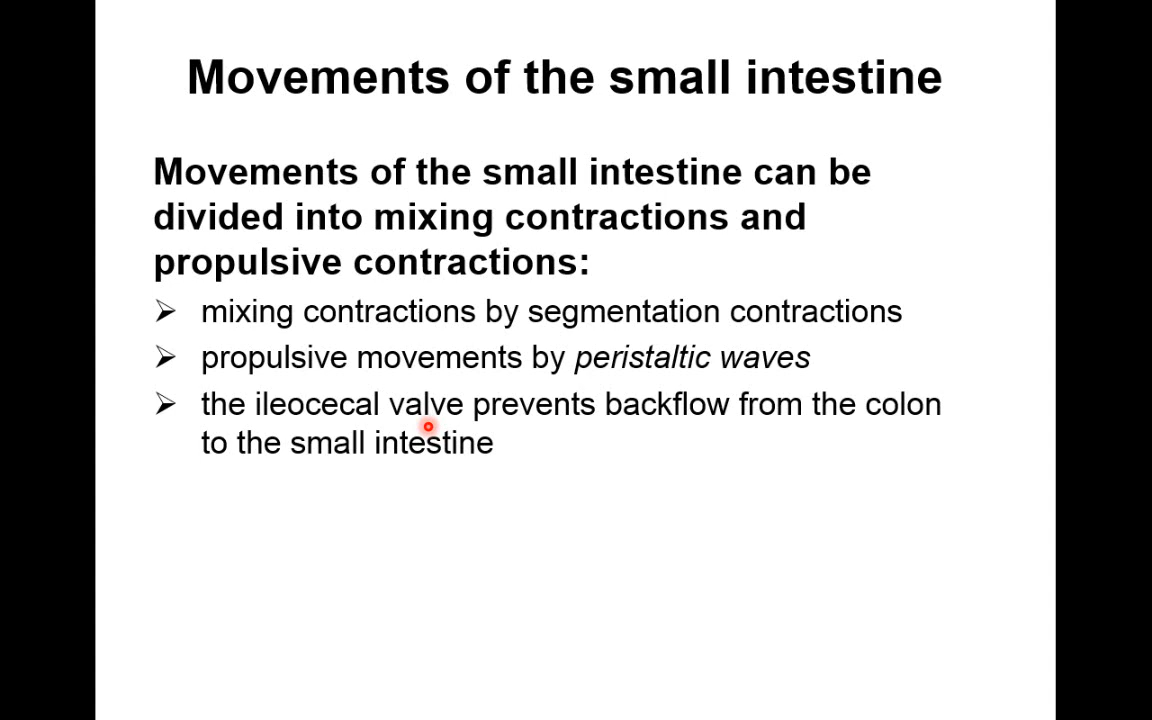 Movements of the small intestine
Movements of the small intestine can be
divided into mixing contractions and
propulsive contractions:
➢ mixing contractions by segmentation contractions
➢ propulsive movements by peristaltic waves
➢ the ileocecal valve prevents backflow from the colon
to the small intestine